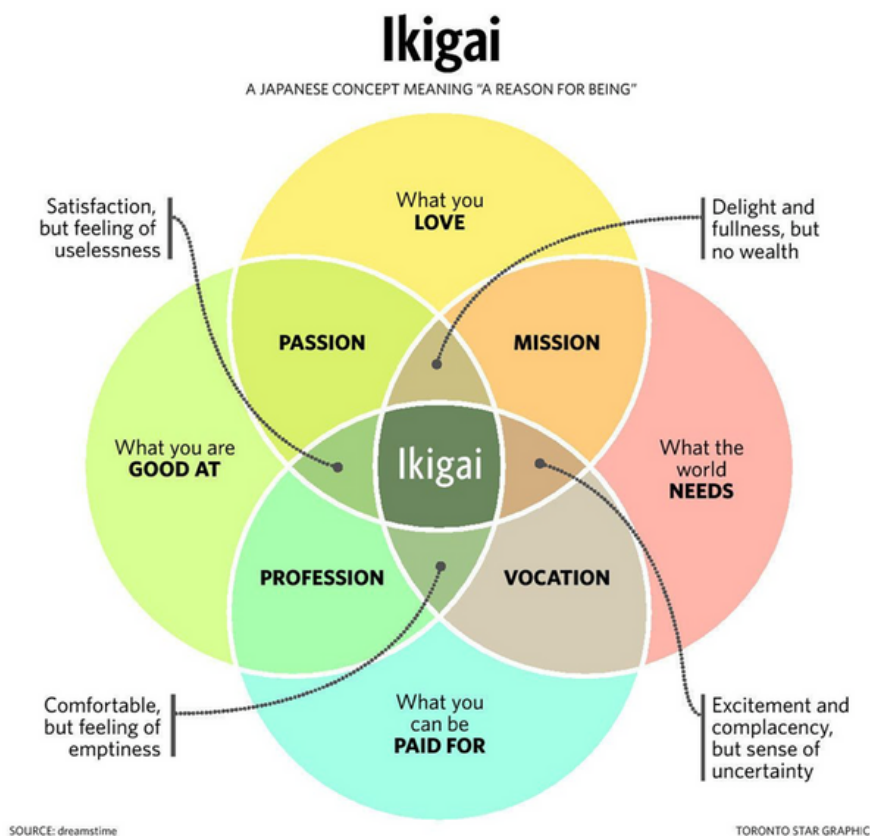 Ikigai
A JAPANESE CONCEPT MEANING “A REASON FOR BEING”
What you
LOVE
Satisfaction,
but feeling of
uselessness
Delight and
fullness, but
no wealth
PASSION
MISSION
What you are
GOOD AT
Ikigai
What the
world
NEEDS
PROFESSION
VOCATION
Comfortable,
but feeling of
emptiness
What you
can be
PAID FOR
Excitement and
complacency,
but sense of
uncertainty
SOURCE: dreamstime
TORONTO STAR GRAPHIC